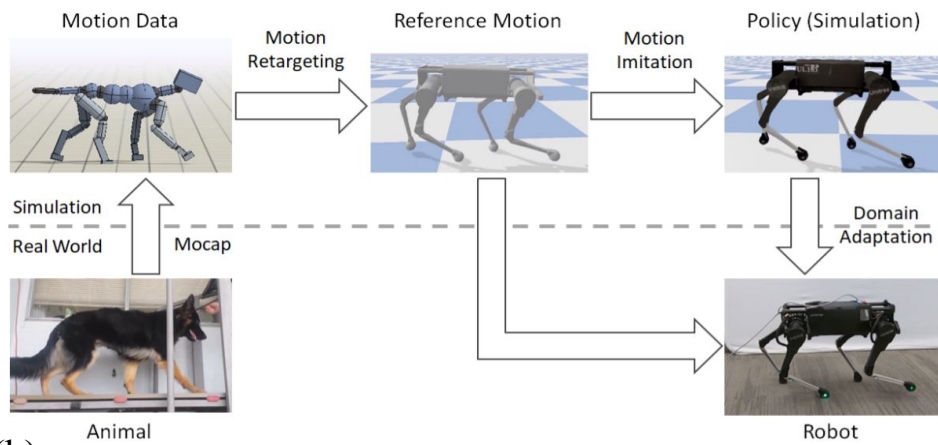 Motion Data
Reference Motion
Policy (Simulation)
Motion
Retargeting
Motion
Imitation
Simulation
Real World
Mocap
Domain
Adaptation
Animal
Robot